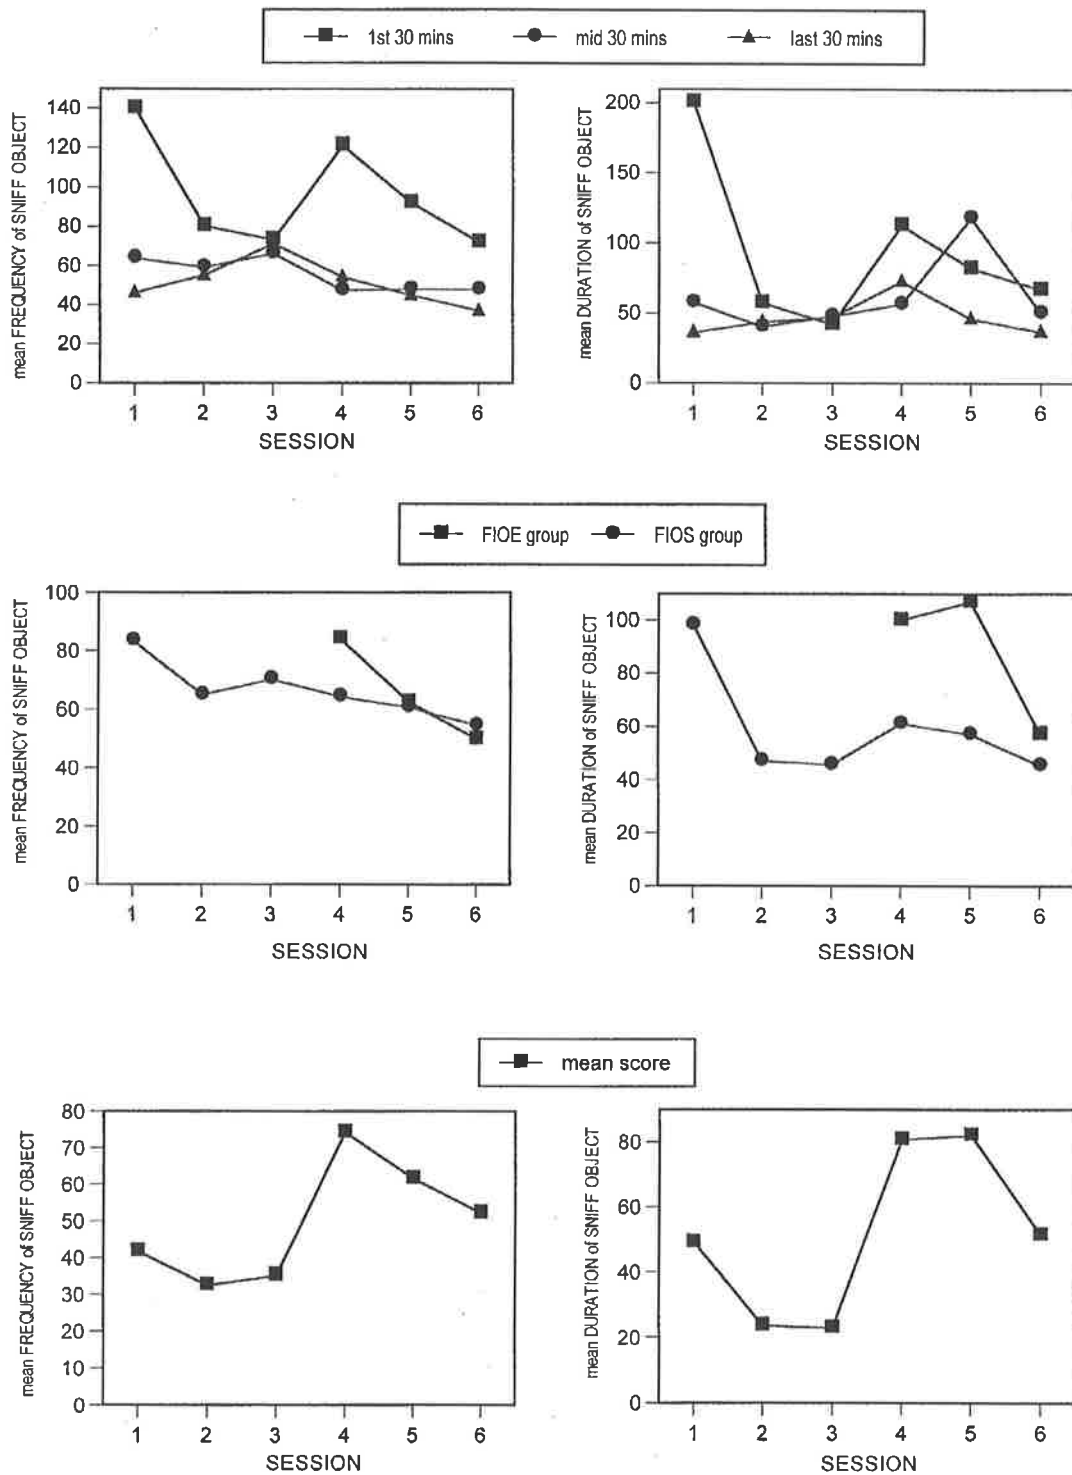 1st 30 mins mid 30 mins last 30 mins
mean FREQUENCY of SNIFF OBJECT
140
120
100
80
60
40
20
0
1 2 3 4 5 6
SESSION
mean DURATION of SNIFF OBJECT
200
150
100
50
0
1 2 3 4 5 6
SESSION
FIOE group FIOS group
mean FREQUENCY of SNIFF OBJECT
100
80
60
40
20
0
1 2 3 4 5 6
SESSION
mean DURATION of SNIFF OBJECT
100
80
60
40
20
0
1 2 3 4 5 6
SESSION
mean score
mean FREQUENCY of SNIFF OBJECT
80
70
60
50
40
30
20
10
0
1 2 3 4 5 6
SESSION
mean DURATION of SNIFF OBJECT
80
60
40
20
0
1 2 3 4 5 6
SESSION